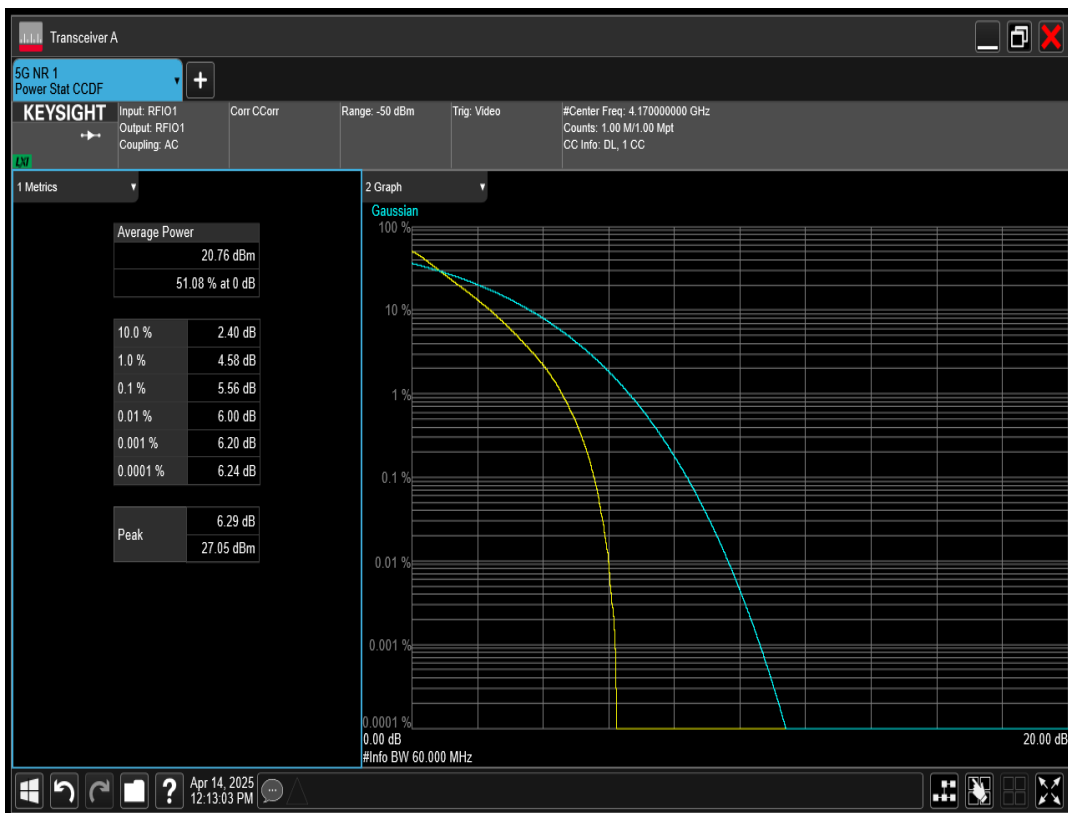 Transceiver A
5G NR 1
Power Stat CCDF
+
KEYSIGHT
LXI
Input: RFIO1
Output: RFIO1
Coupling: AC
Corr CCorr
Range: -50 dBm
Trig: Video
#Center Freq: 4.170000000 GHz
Counts: 1.00 M/1.00 Mpt
CC Info: DL, 1 CC
1 Metrics
Average Power
20.76 dBm
51.08 % at 0 dB
10.0 % 2.40 dB
1.0 % 4.58 dB
0.1 % 5.56 dB
0.01 % 6.00 dB
0.001 % 6.20 dB
0.0001 % 6.24 dB
Peak 6.29 dB
27.05 dBm
2 Graph
Gaussian
100 %
10 %
1 %
0.1 %
0.01 %
0.001 %
0.0001 %
0.00 dB 20.00 dB
#Info BW 60.000 MHz
?
Apr 14, 2025
12:13:03 PM